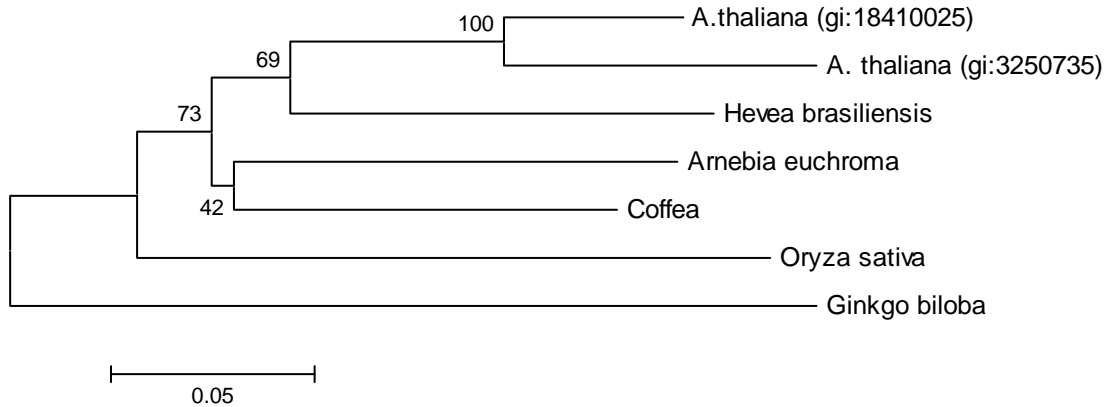 A.thaliana (gi:18410025)
100
A. thaliana (gi:3250735)
69
Hevea brasiliensis
73
Arnebia euchroma
42
Coffea
Oryza sativa
Ginkgo biloba
0.05